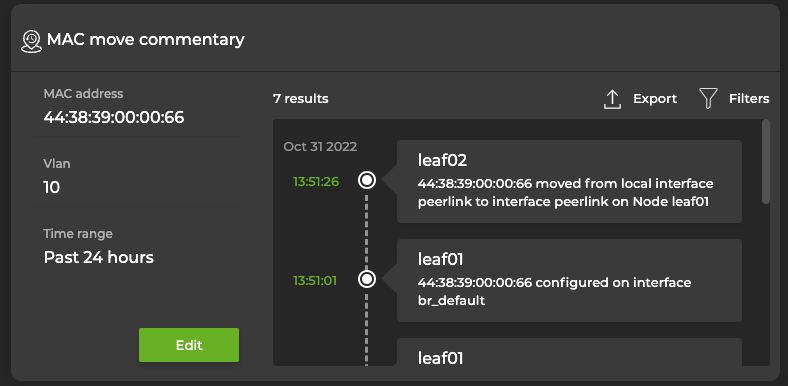 MAC move commentary
MAC address
44:38:39:00:00:66
Vlan
10
Time range
Past 24 hours
Edit
7 results
Export
Filters
Oct 31 2022
13:51:26
leaf02
44:38:39:00:00:66 moved from local interface
peerlink to interface peerlink on Node leaf01
13:51:01
leaf01
44:38:39:00:00:66 configured on interface
br_default
leaf01